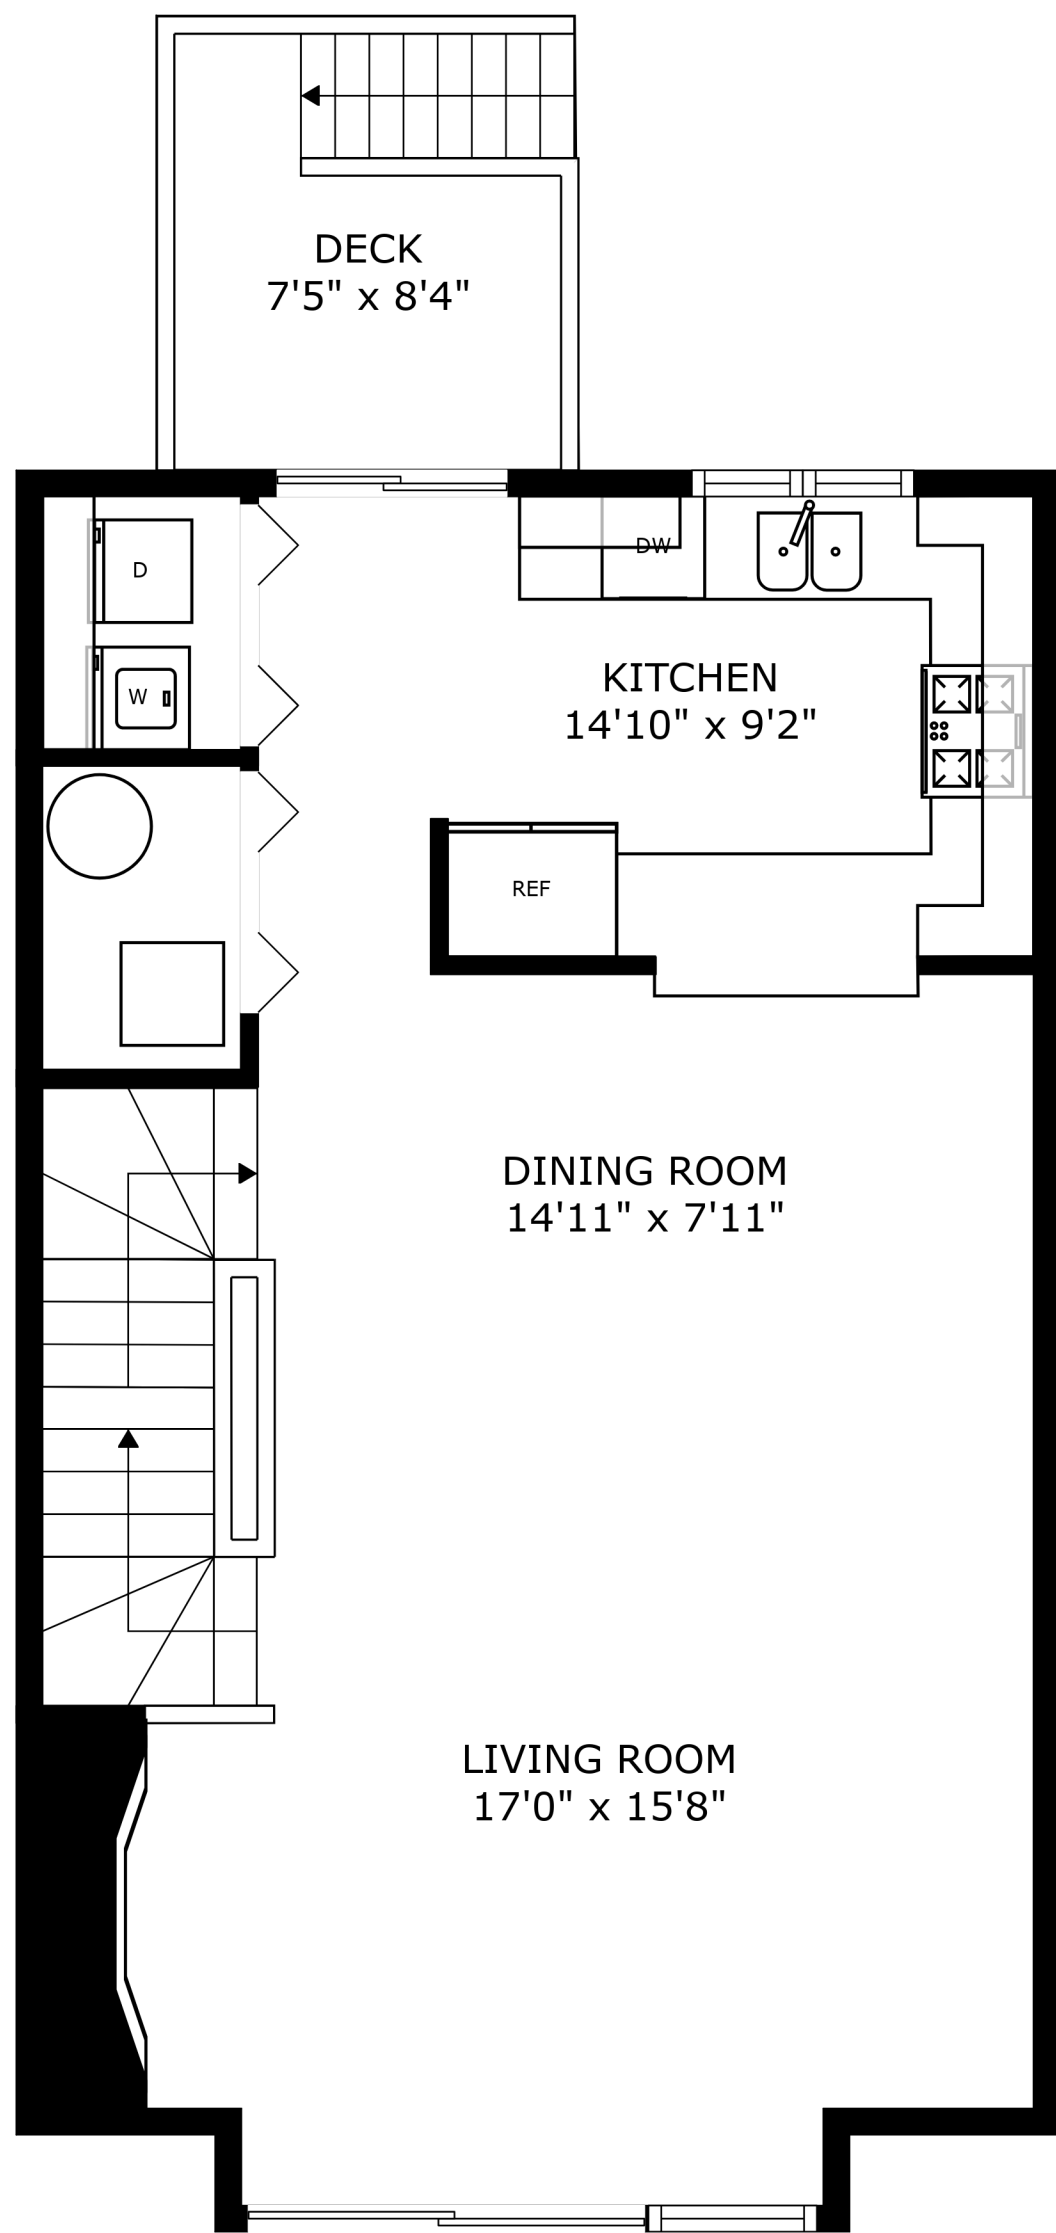 DECK
7'5" x 8'4"
D
DW
W
KITCHEN
14'10" x 9'2"
REF
DINING ROOM
14'11" x 7'11"
LIVING ROOM
17'0" x 15'8"